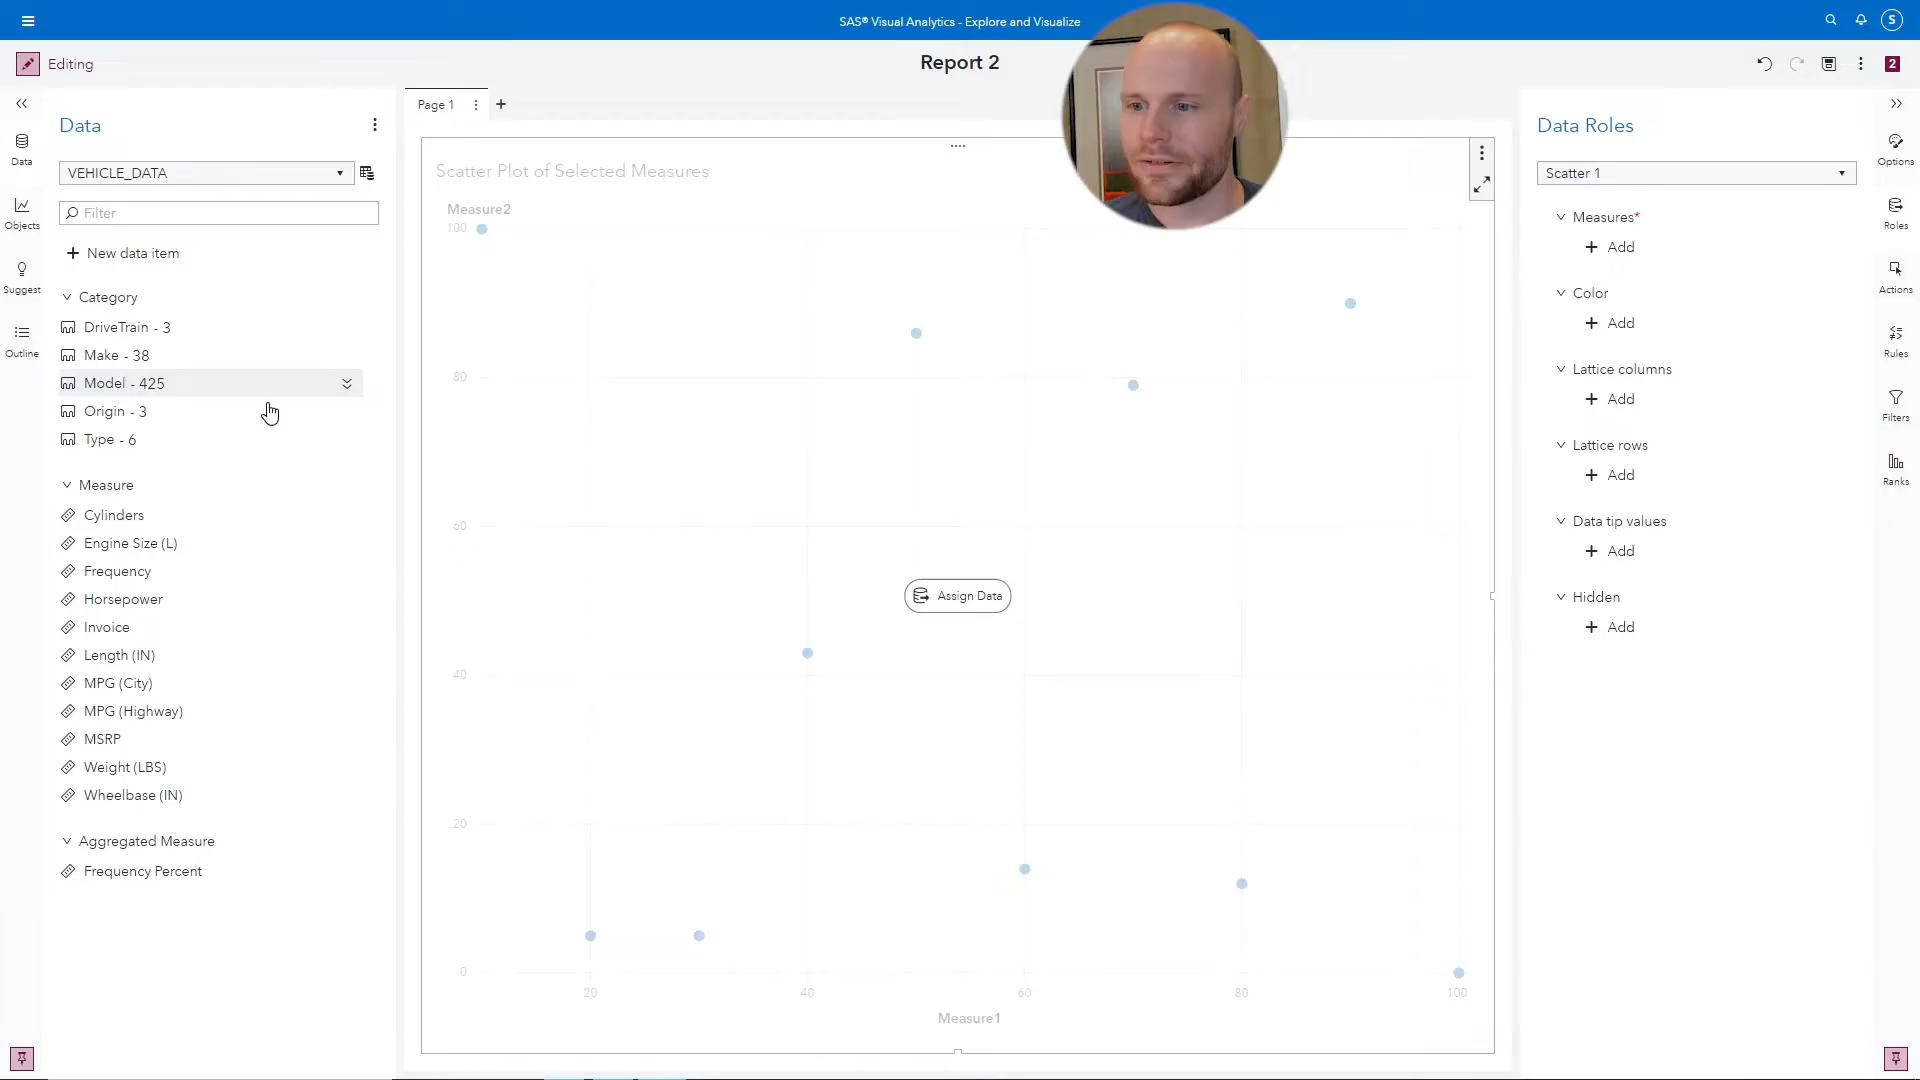 SAS® Visual Analytics - Explore and Visualize
S
Editing
Report 2
2
Data
Objects
Suggest
Outline
Data
VEHICLE_DATA
Filter
New data item
Category
DriveTrain - 3
Make - 38
Model - 425
Origin - 3
Type - 6
Measure
Cylinders
Engine Size (L)
Frequency
Horsepower
Invoice
Length (IN)
MPG (City)
MPG (Highway)
MSRP
Weight (LBS)
Wheelbase (IN)
Aggregated Measure
Frequency Percent
Page 1
Scatter Plot of Selected Measures
Measure2
100
80
60
40
20
0
20
40
60
80
100
Measure1
Assign Data
Data Roles
Scatter 1
Measures*
Add
Color
Add
Lattice columns
Add
Lattice rows
Add
Data tip values
Add
Hidden
Add
Options
Roles
Actions
Rules
Filters
Ranks